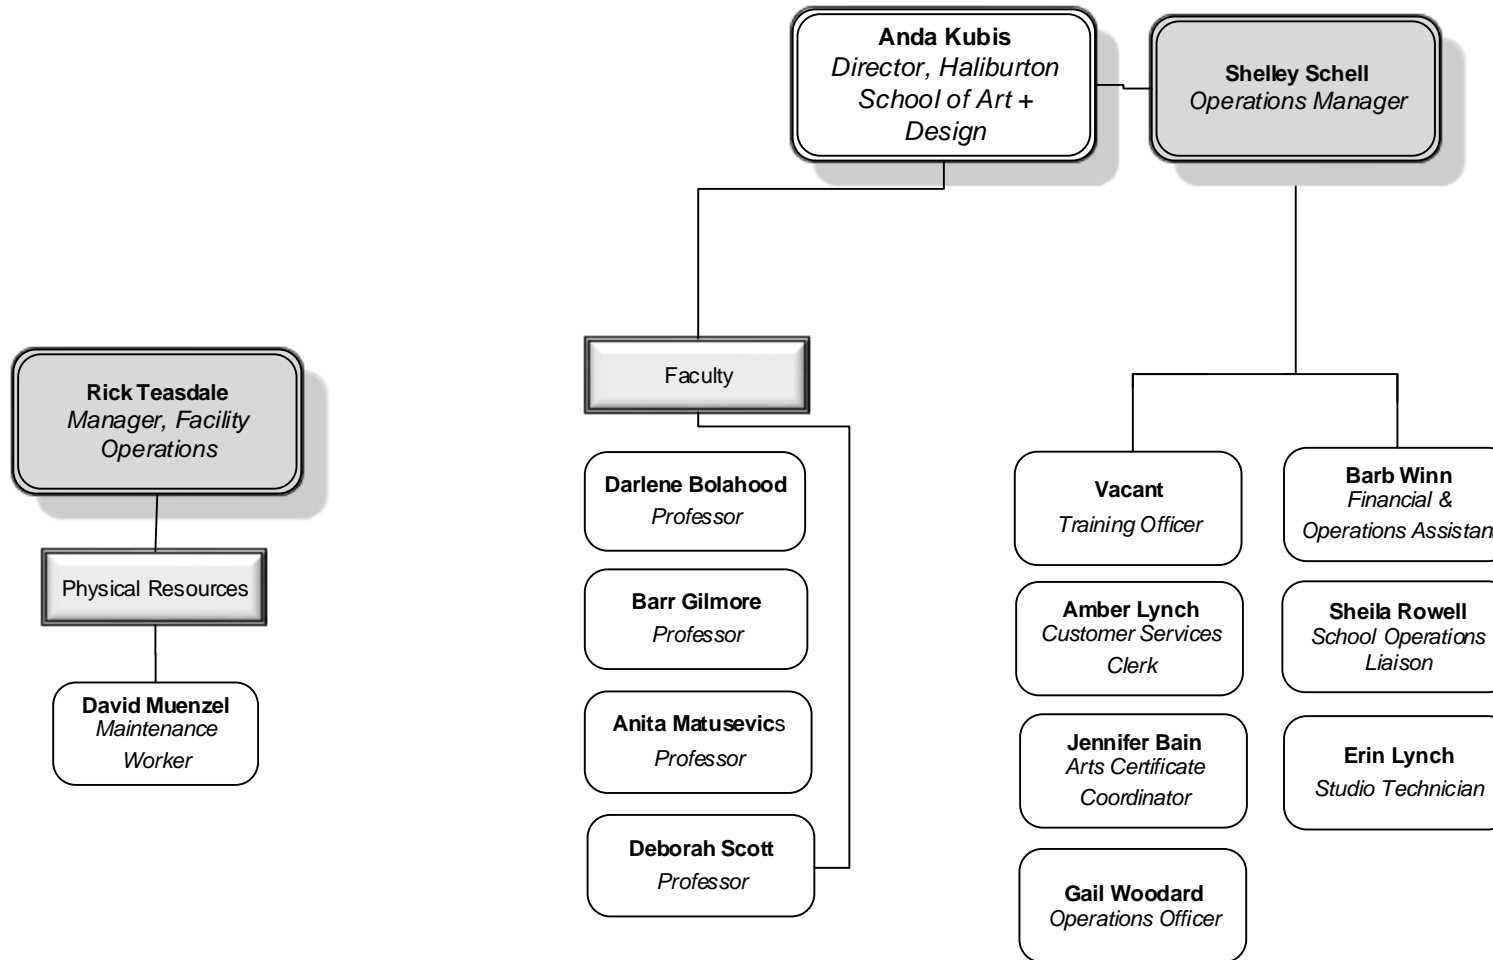 Anda Kubis
Director, Haliburton
School of Art +
Design
Shelley Schell
Operations Manager
Rick Teasdale
Manager, Facility
Operations
Physical Resources
David Muenzel
Maintenance
Worker
Faculty
Darlene Bolahood
Professor
Barr Gilmore
Professor
Anita Matusevics
Professor
Deborah Scott
Professor
Vacant
Training Officer
Amber Lynch
Customer Services
Clerk
Jennifer Bain
Arts Certificate
Coordinator
Gail Woodard
Operations Officer
Barb Winn
Financial &
Operations Assistant
Sheila Rowell
School Operations
Liaison
Erin Lynch
Studio Technician